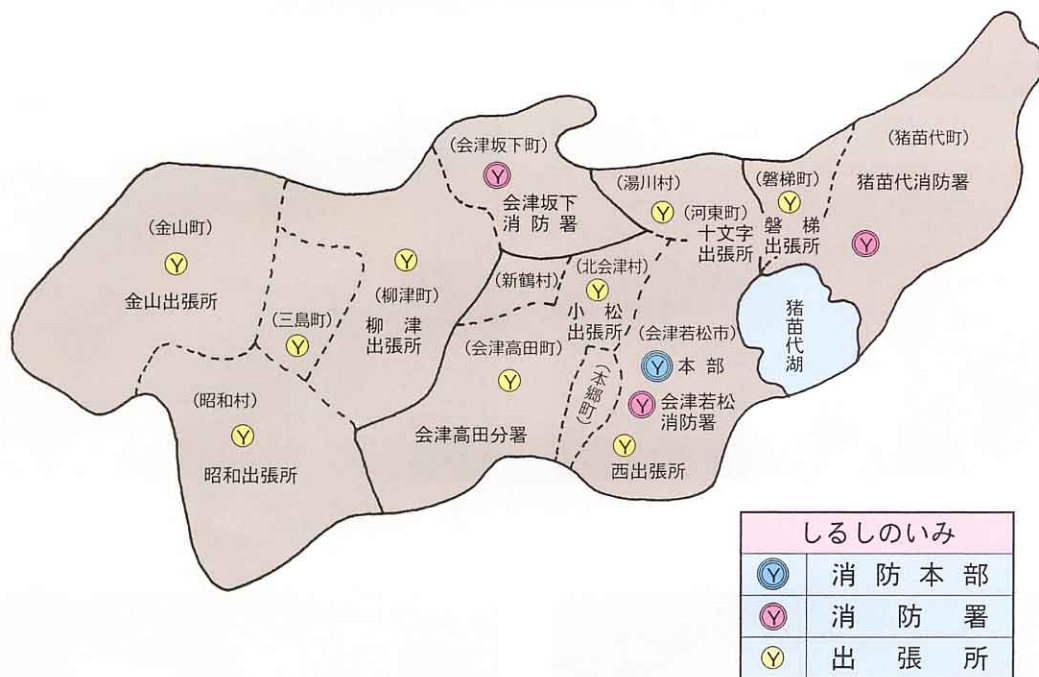 (会津坂下町)
会津坂下
消防署
(猪苗代町)
猪苗代消防署
(湯川村)
(磐梯町)
磐梯
出張所
(河東町)
十文字
出張所
(金山町)
金山出張所
(柳津町)
柳津
出張所
(三島町)
(新鶴村)
(北会津村)
小松
出張所
猪苗代湖
(会津若松市)
本部
会津若松
消防署
西出張所
(会津高田町)
会津高田分署
(本郷町)
(昭和村)
昭和出張所
しるしのいみ
消防本部
消防署
出張所